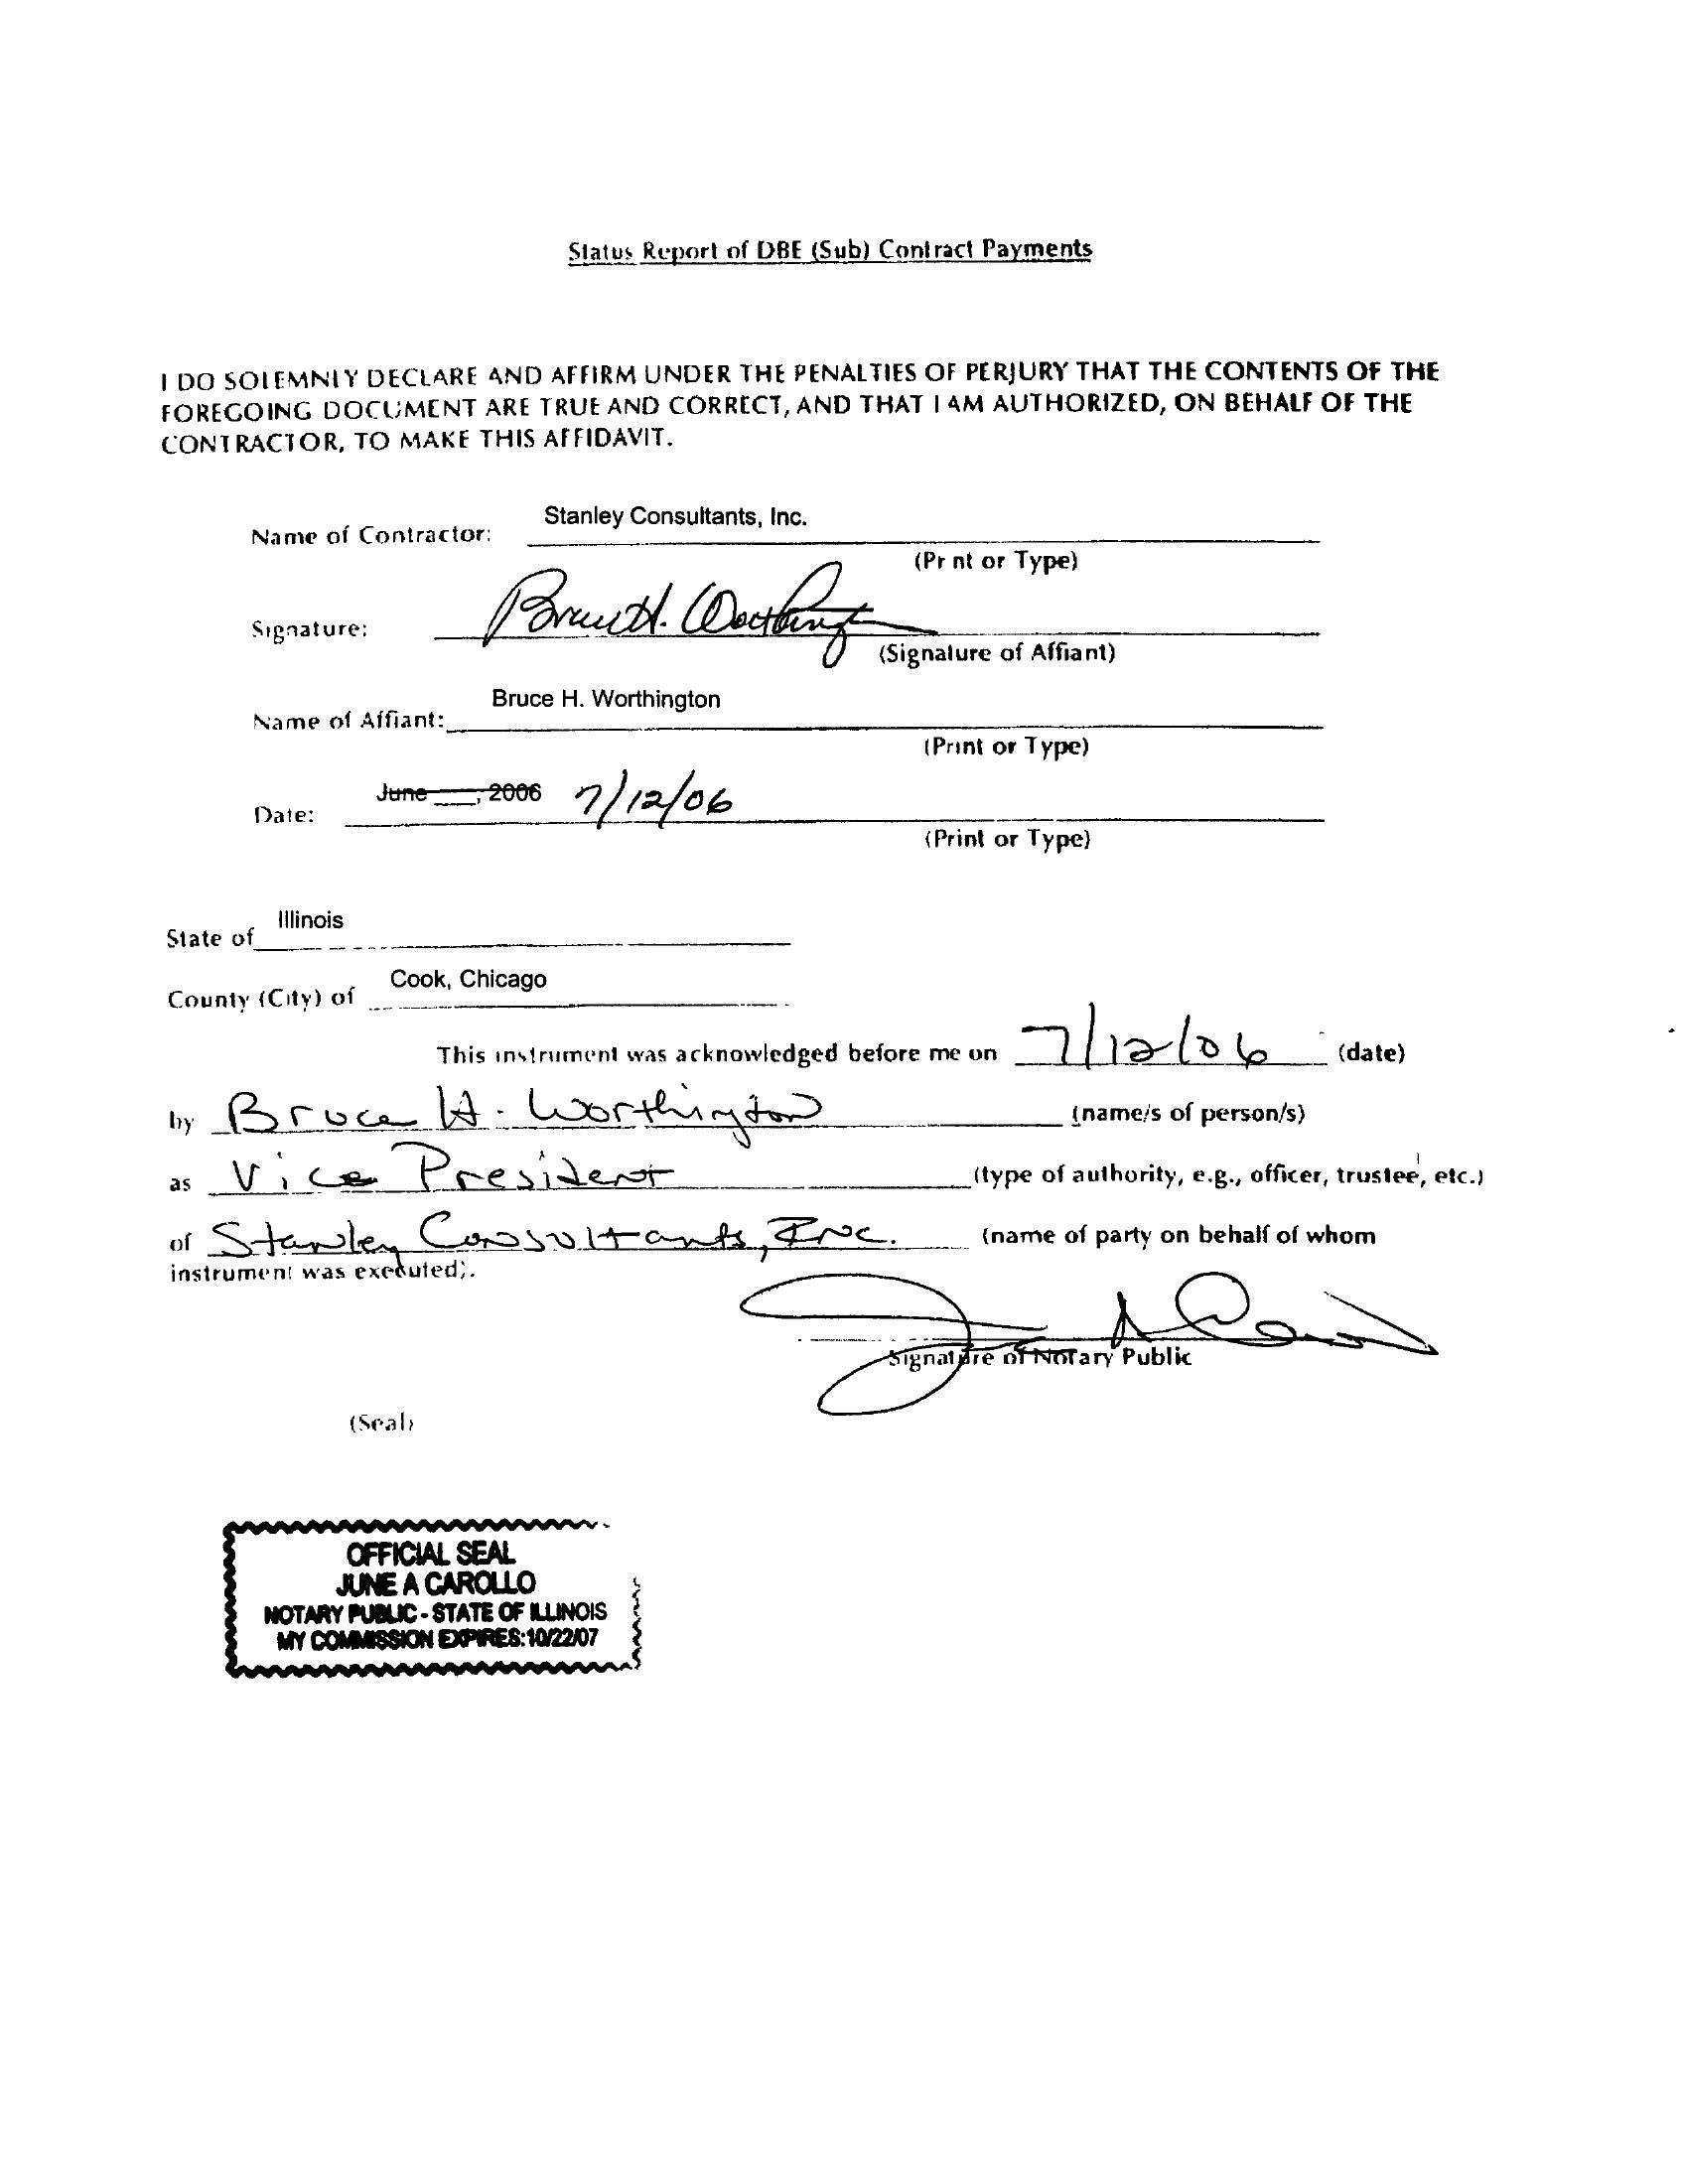 Status Report of DBE (Sub) Contract Payments
I DO SOLEMNLY DECLARE AND AFFIRM UNDER THE PENALTIES OF PERJURY THAT THE CONTENTS OF THE
FOREGOING DOCUMENT ARE TRUE AND CORRECT, AND THAT I AM AUTHORIZED, ON BEHALF OF THE
CONTRACTOR, TO MAKE THIS AFFIDAVIT.
Name of Contractor: Stanley Consultants, Inc.
(Print or Type)
Signature: Bruce H. Worthington
(Signature of Affiant)
Name of Affiant: Bruce H. Worthington
(Print or Type)
Date: June __, 2006 7/12/06
(Print or Type)
State of Illinois
County (City) of Cook, Chicago
This instrument was acknowledged before me on 7/12/06 (date)
by Bruce H. Worthington (name/s of person/s)
as Vice President (type of authority, e.g., officer, trustee, etc.)
of Stanley Consultants, Inc. (name of party on behalf of whom
instrument was executed).
Signature of Notary Public
(Seal)
OFFICIAL SEAL
JUNE A CAROLLO
NOTARY PUBLIC - STATE OF ILLINOIS
MY COMMISSION EXPIRES:10/22/07